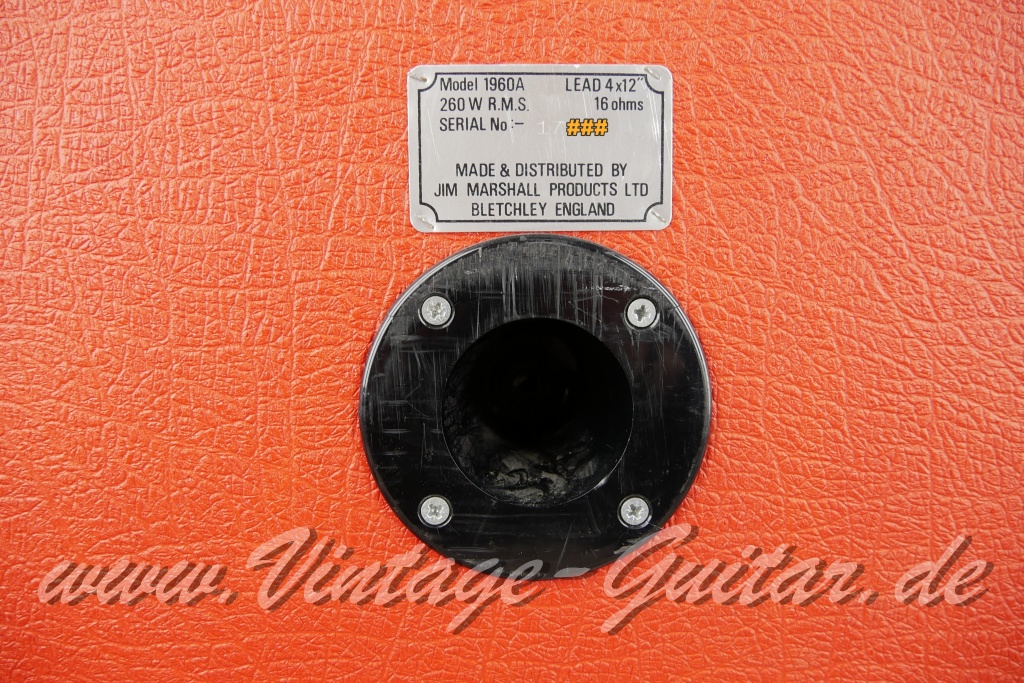 Model 1960A LEAD 4x12"
260 W R.M.S. 16 ohms
SERIAL No :- 17###
MADE & DISTRIBUTED BY
JIM MARSHALL PRODUCTS LTD
BLETCHLEY ENGLAND
www.Vintage-Guitar.de